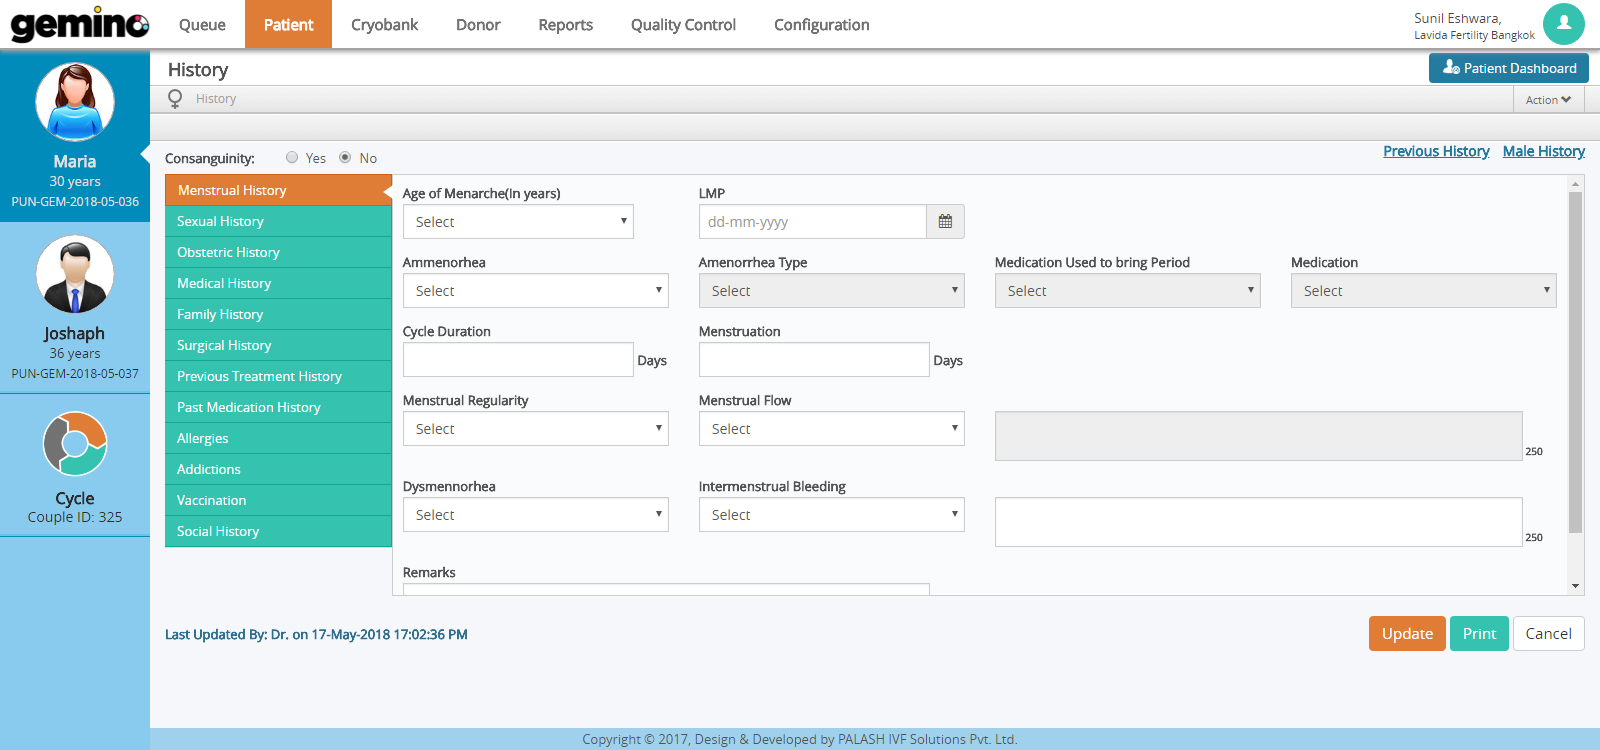 gemino
Queue
Patient
Cryobank
Donor
Reports
Quality Control
Configuration
Sunil Eshwara,
Lavida Fertility Bangkok
Maria
30 years
PUN-GEM-2018-05-036
Joshaph
36 years
PUN-GEM-2018-05-037
Cycle
Couple ID: 325
History
Patient Dashboard
History
Action
Consanguinity:
Yes
No
Previous History
Male History
Menstrual History
Sexual History
Obstetric History
Medical History
Family History
Surgical History
Previous Treatment History
Past Medication History
Allergies
Addictions
Vaccination
Social History
Age of Menarche(In years)
LMP
Select
dd-mm-yyyy
Ammenorhea
Amenorrhea Type
Medication Used to bring Period
Medication
Select
Select
Select
Select
Cycle Duration
Menstruation
Days
Days
Menstrual Regularity
Menstrual Flow
Select
Select
250
Dysmennorhea
Intermenstrual Bleeding
Select
Select
250
Remarks
Last Updated By: Dr. on 17-May-2018 17:02:36 PM
Update
Print
Cancel
Copyright © 2017, Design & Developed by PALASH IVF Solutions Pvt. Ltd.